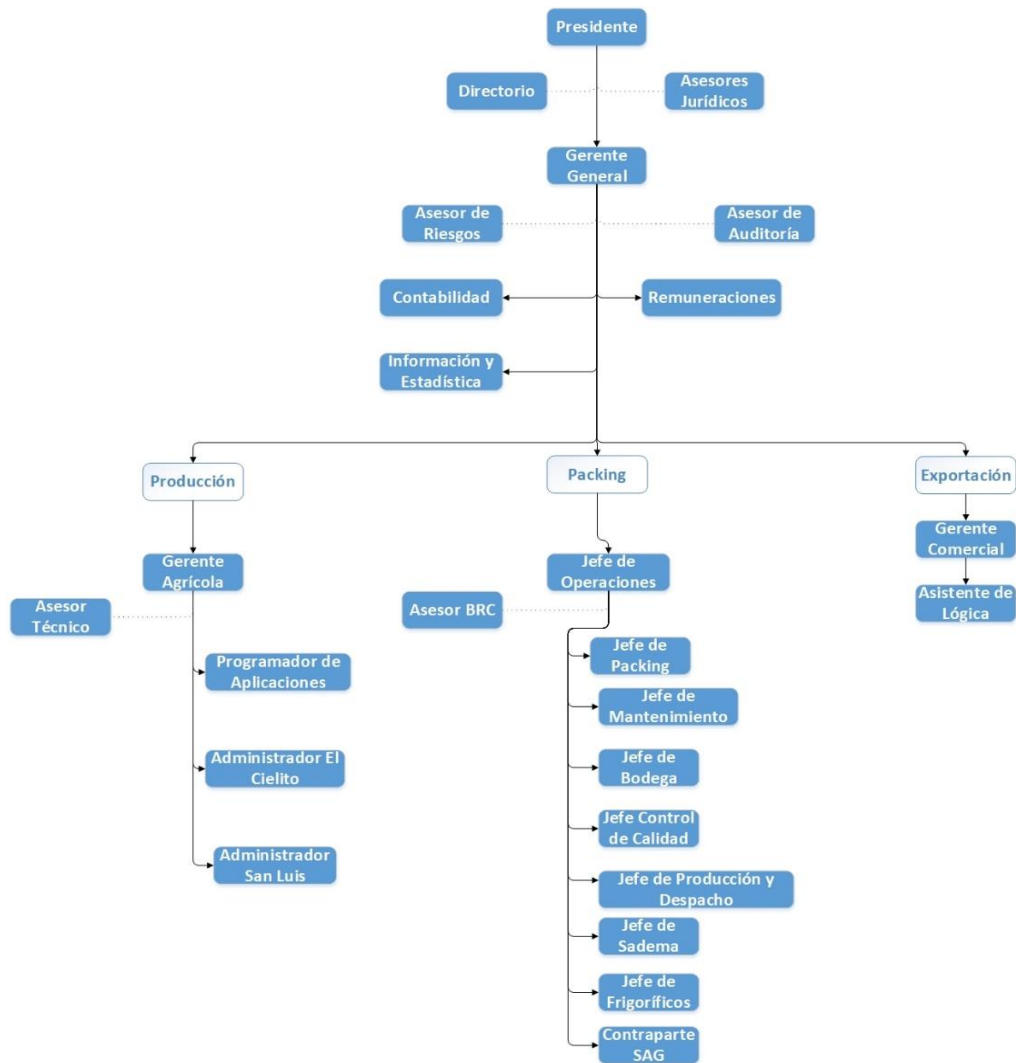 Presidente
Directorio
Asesores
Jurídicos
Gerente
General
Asesor de
Riesgos
Asesor de
Auditoría
Contabilidad
Remuneraciones
Información y
Estadística
Producción
Packing
Exportación
Gerente
Comercial
Gerente
Agrícola
Jefe de
Operaciones
Asistente de
Lógica
Asesor
Técnico
Asesor BRC
Jefe de
Packing
Programador de
Aplicaciones
Jefe de
Mantenimiento
Administrador El
Cielito
Jefe de
Bodega
Jefe Control
de Calidad
Administrador
San Luis
Jefe de Producción y
Despacho
Jefe de
Sadema
Jefe de
Frigoríficos
Contraparte
SAG